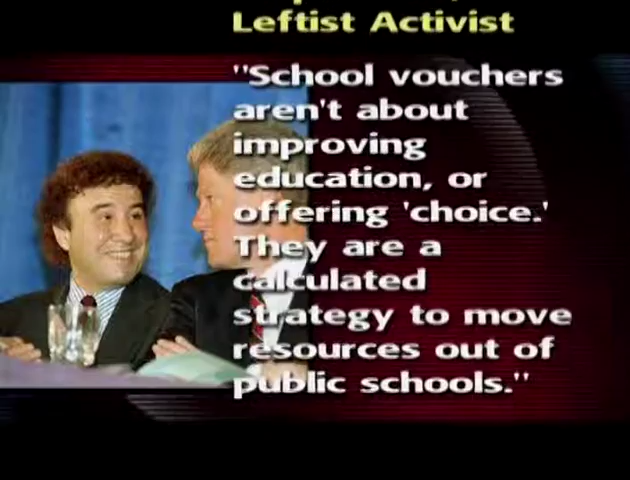 Leftist Activist
"School vouchers
aren't about
improving
education, or
offering 'choice.'
They are a
calculated
strategy to move
resources out of
public schools."